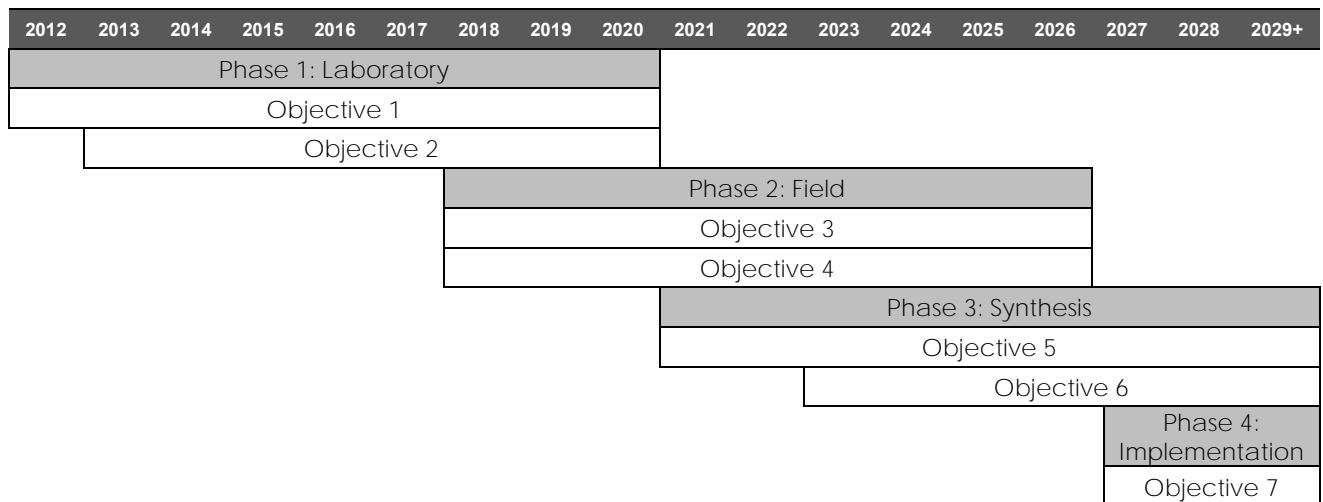 2012 2013 2014 2015 2016 2017 2018 2019 2020 2021 2022 2023 2024 2025 2026 2027 2028 2029+
Phase 1: Laboratory
Objective 1
Objective 2
Phase 2: Field
Objective 3
Objective 4
Phase 3: Synthesis
Objective 5
Objective 6
Phase 4:
Implementation
Objective 7